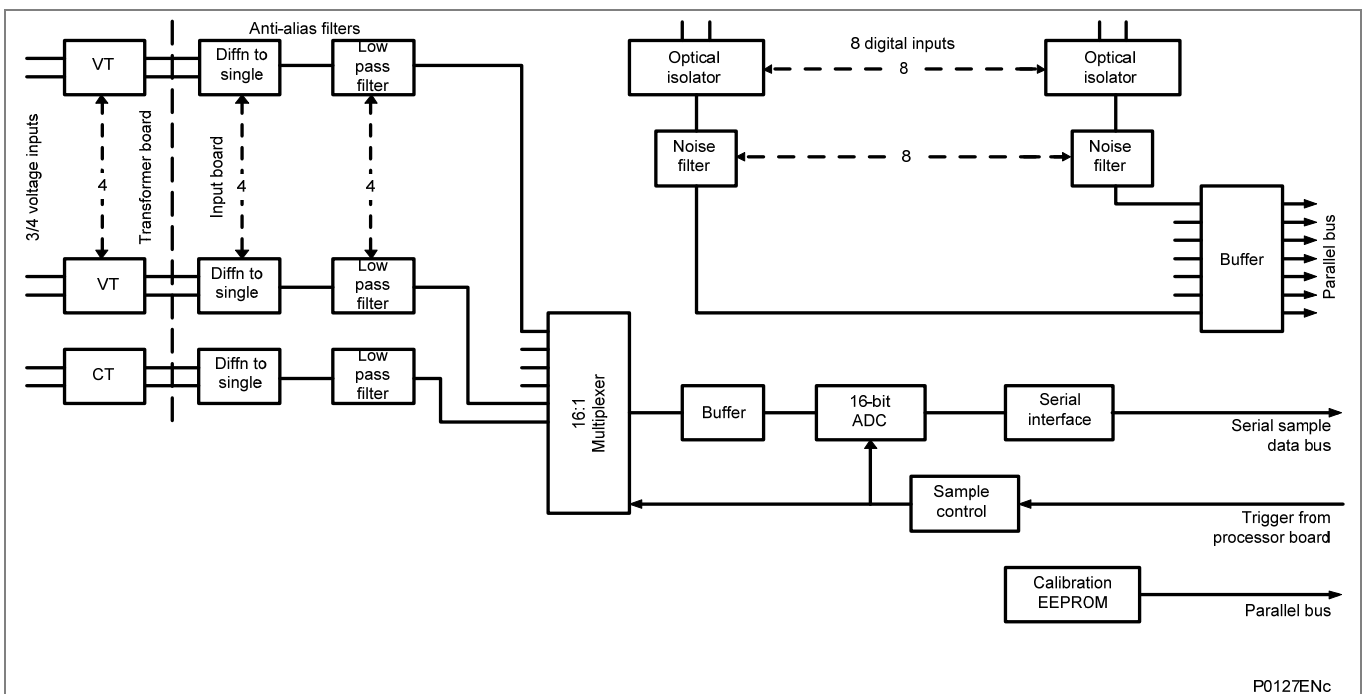 Anti-alias filters
VT
Diffn to
single
Low
pass
filter
3/4 voltage inputs
4
Transformer board
Input board
4
4
VT
Diffn to
single
Low
pass
filter
CT
Diffn to
single
Low
pass
filter
16:1
Multiplexer
Optical
isolator
8 digital inputs
8
Optical
isolator
Noise
filter
8
Noise
filter
Buffer
Parallel bus
Buffer
16-bit
ADC
Serial
interface
Serial sample
data bus
Sample
control
Trigger from
processor board
Calibration
EEPROM
Parallel bus
P0127ENc